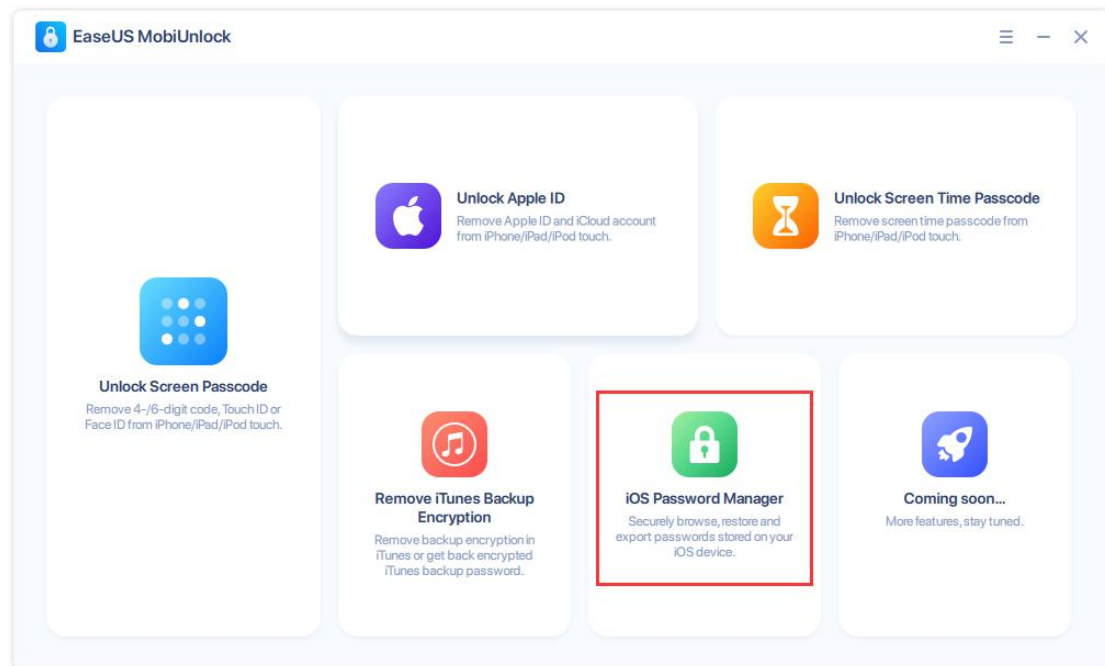 EaseUS MobiUnlock
Unlock Screen Passcode
Remove 4-/6-digit code, Touch ID or
Face ID from iPhone/iPad/iPod touch.
Unlock Apple ID
Remove Apple ID and iCloud account
from iPhone/iPad/iPod touch.
Unlock Screen Time Passcode
Remove screen time passcode from
iPhone/iPad/iPod touch.
Remove iTunes Backup
Encryption
Remove backup encryption in
iTunes or get back encrypted
iTunes backup password.
iOS Password Manager
Securely browse, restore and
export passwords stored on your
iOS device.
Coming soon...
More features, stay tuned.